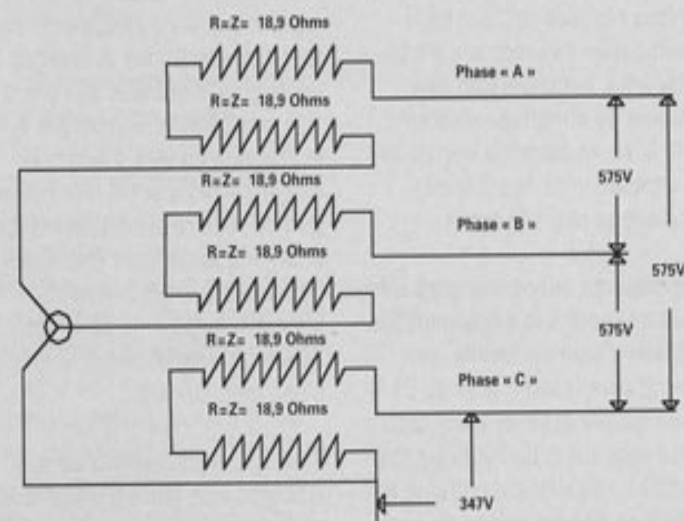 R=Z= 18,9 Ohms
Phase « A »
R=Z= 18,9 Ohms
575V
R=Z= 18,9 Ohms
Phase « B »
R=Z= 18,9 Ohms
575V
575V
R=Z= 18,9 Ohms
Phase « C »
R=Z= 18,9 Ohms
347V